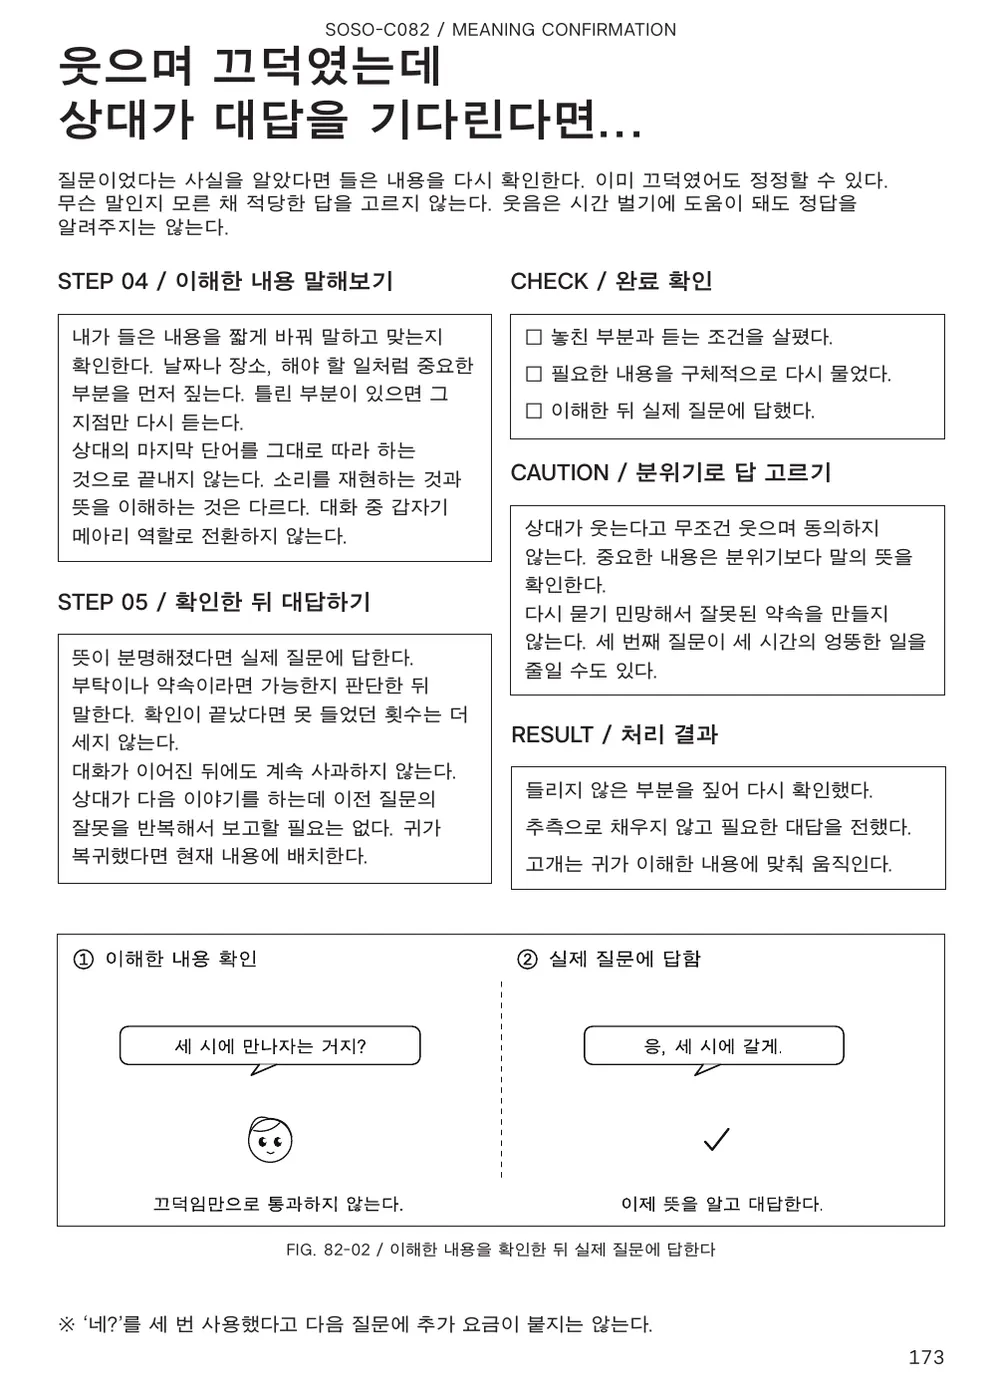 SOSO-C082 / MEANING CONFIRMATION
웃으며 끄덕였는데
상대가 대답을 기다린다면...
질문이었다는 사실을 알았다면 들은 내용을 다시 확인한다. 이미 끄덕였어도 정정할 수 있다.
무슨 말인지 모른 채 적당한 답을 고르지 않는다. 웃음은 시간 벌기에 도움이 돼도 정답을
알려주지는 않는다.
STEP 04 / 이해한 내용 말해보기
내가 들은 내용을 짧게 바꿔 말하고 맞는지
확인한다. 날짜나 장소, 해야 할 일처럼 중요한
부분을 먼저 짚는다. 틀린 부분이 있으면 그
지점만 다시 듣는다.
상대의 마지막 단어를 그대로 따라 하는
것으로 끝내지 않는다. 소리를 재현하는 것과
뜻을 이해하는 것은 다르다. 대화 중 갑자기
메아리 역할로 전환하지 않는다.
STEP 05 / 확인한 뒤 대답하기
뜻이 분명해졌다면 실제 질문에 답한다.
부탁이나 약속이라면 가능한지 판단한 뒤
말한다. 확인이 끝났다면 못 들었던 횟수는 더
세지 않는다.
대화가 이어진 뒤에도 계속 사과하지 않는다.
상대가 다음 이야기를 하는데 이전 질문의
잘못을 반복해서 보고할 필요는 없다. 귀가
복귀했다면 현재 내용에 배치한다.
CHECK / 완료 확인
□ 놓친 부분과 듣는 조건을 살폈다.
□ 필요한 내용을 구체적으로 다시 물었다.
□ 이해한 뒤 실제 질문에 답했다.
CAUTION / 분위기로 답 고르기
상대가 웃는다고 무조건 웃으며 동의하지
않는다. 중요한 내용은 분위기보다 말의 뜻을
확인한다.
다시 묻기 민망해서 잘못된 약속을 만들지
않는다. 세 번째 질문이 세 시간의 엉뚱한 일을
줄일 수도 있다.
RESULT / 처리 결과
들리지 않은 부분을 짚어 다시 확인했다.
추측으로 채우지 않고 필요한 대답을 전했다.
고개는 귀가 이해한 내용에 맞춰 움직인다.
① 이해한 내용 확인
세 시에 만나자는 거지?
끄덕임만으로 통과하지 않는다.
② 실제 질문에 답함
응, 세 시에 갈게.
이제 뜻을 알고 대답한다.
FIG. 82-02 / 이해한 내용을 확인한 뒤 실제 질문에 답한다
※ ‘네?’를 세 번 사용했다고 다음 질문에 추가 요금이 붙지는 않는다.
173